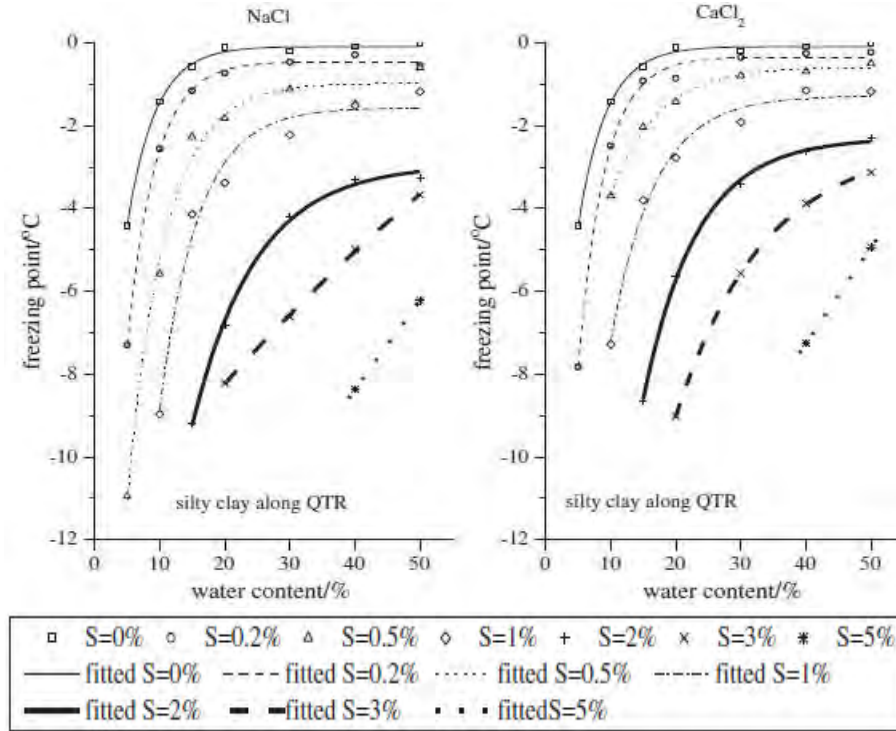 NaCl
CaCl2
0
-2
-4
-6
-8
-10
-12
freezing point/°C
silty clay along QTR
0 10 20 30 40 50
water content/%
0
-2
-4
-6
-8
-10
-12
freezing point/°C
silty clay along QTR
0 10 20 30 40 50
water content/%
S=0% S=0.2% S=0.5% S=1% S=2% S=3% S=5%
fitted S=0% fitted S=0.2% fitted S=0.5% fitted S=1%
fitted S=2% fitted S=3% fittedS=5%